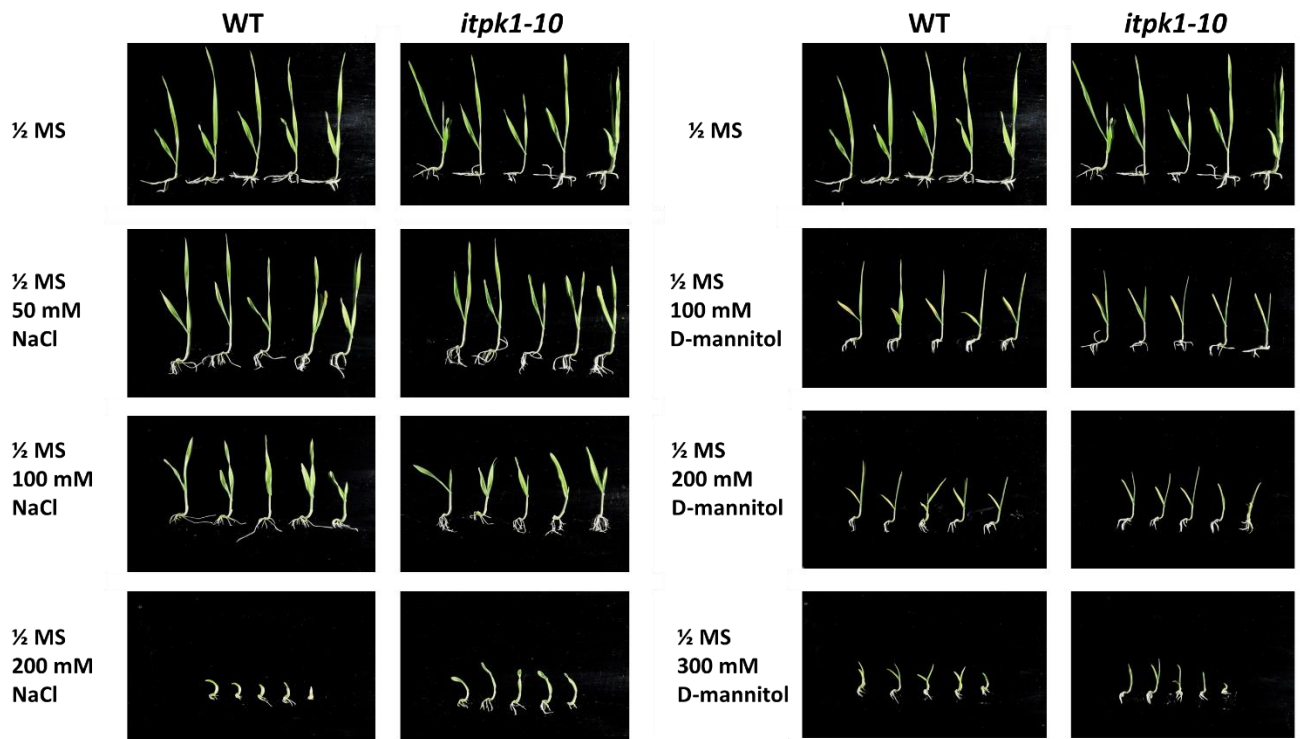 WT
itpk1-10
WT
itpk1-10
½ MS
½ MS
½ MS
50 mM
NaCl
½ MS
100 mM
D-mannitol
½ MS
100 mM
NaCl
½ MS
200 mM
D-mannitol
½ MS
200 mM
NaCl
½ MS
300 mM
D-mannitol